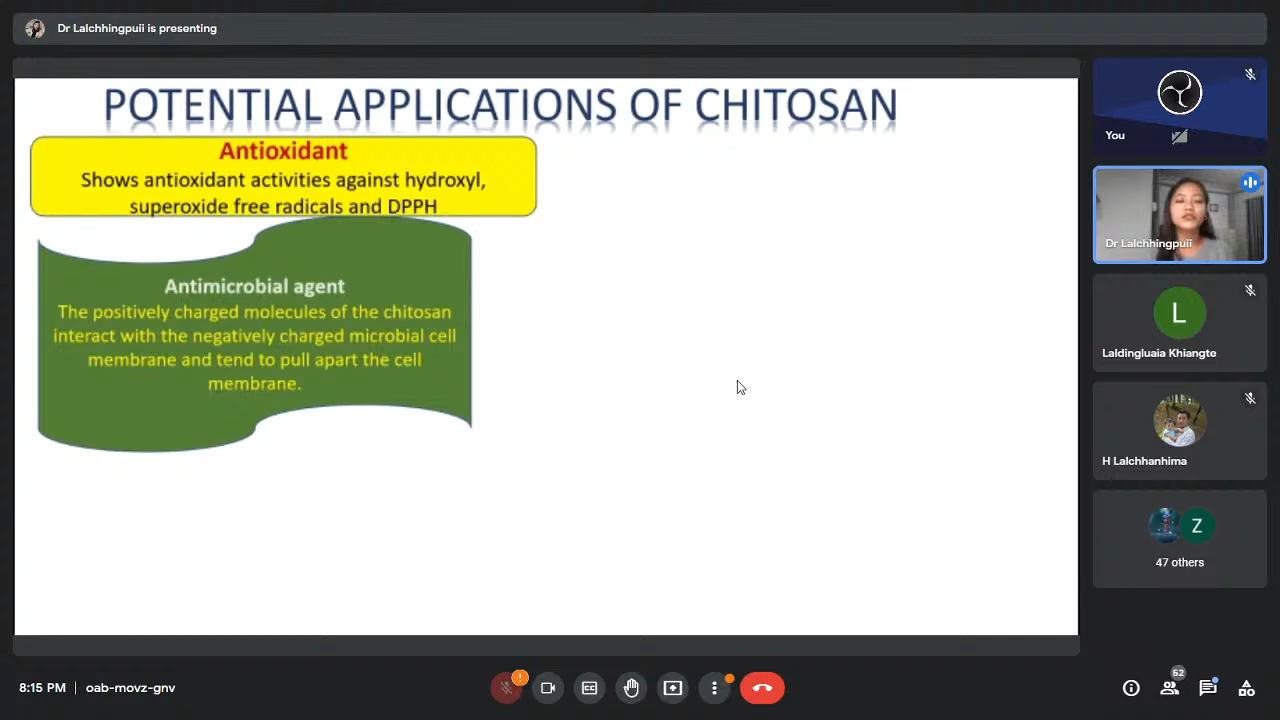 Dr Lalchhingpuii is presenting
POTENTIAL APPLICATIONS OF CHITOSAN
Antioxidant
Shows antioxidant activities against hydroxyl,
superoxide free radicals and DPPH
Antimicrobial agent
The positively charged molecules of the chitosan
interact with the negatively charged microbial cell
membrane and tend to pull apart the cell
membrane.
You
Dr Lalchhingpuii
L
Laldingluaia Khiangte
H Lalchhanhima
Z
47 others
8:15 PM | oab-movz-gnv
!
CC
52